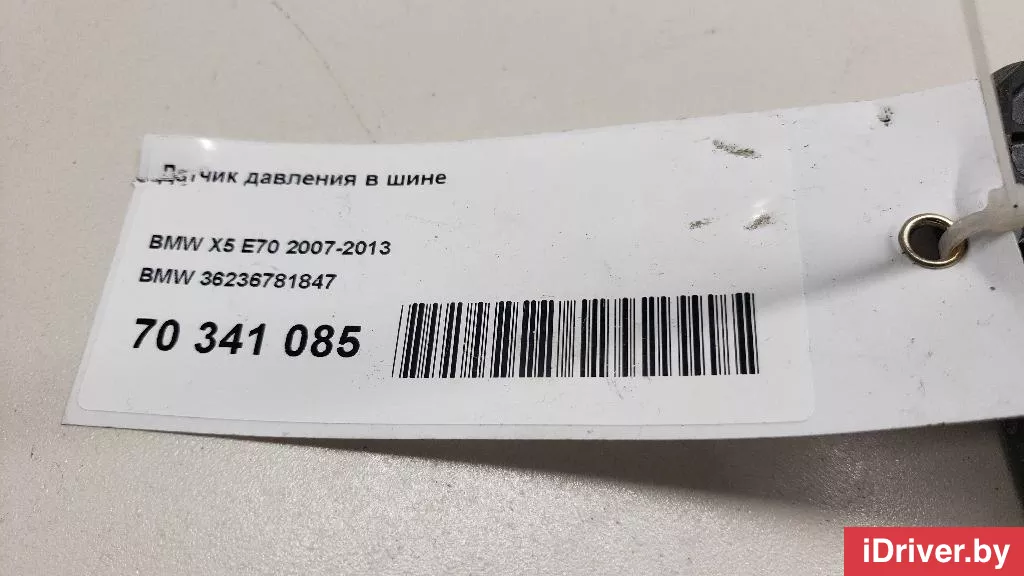 Датчик давления в шине
BMW X5 E70 2007-2013
BMW 36236781847
70 341 085
iDriver.by